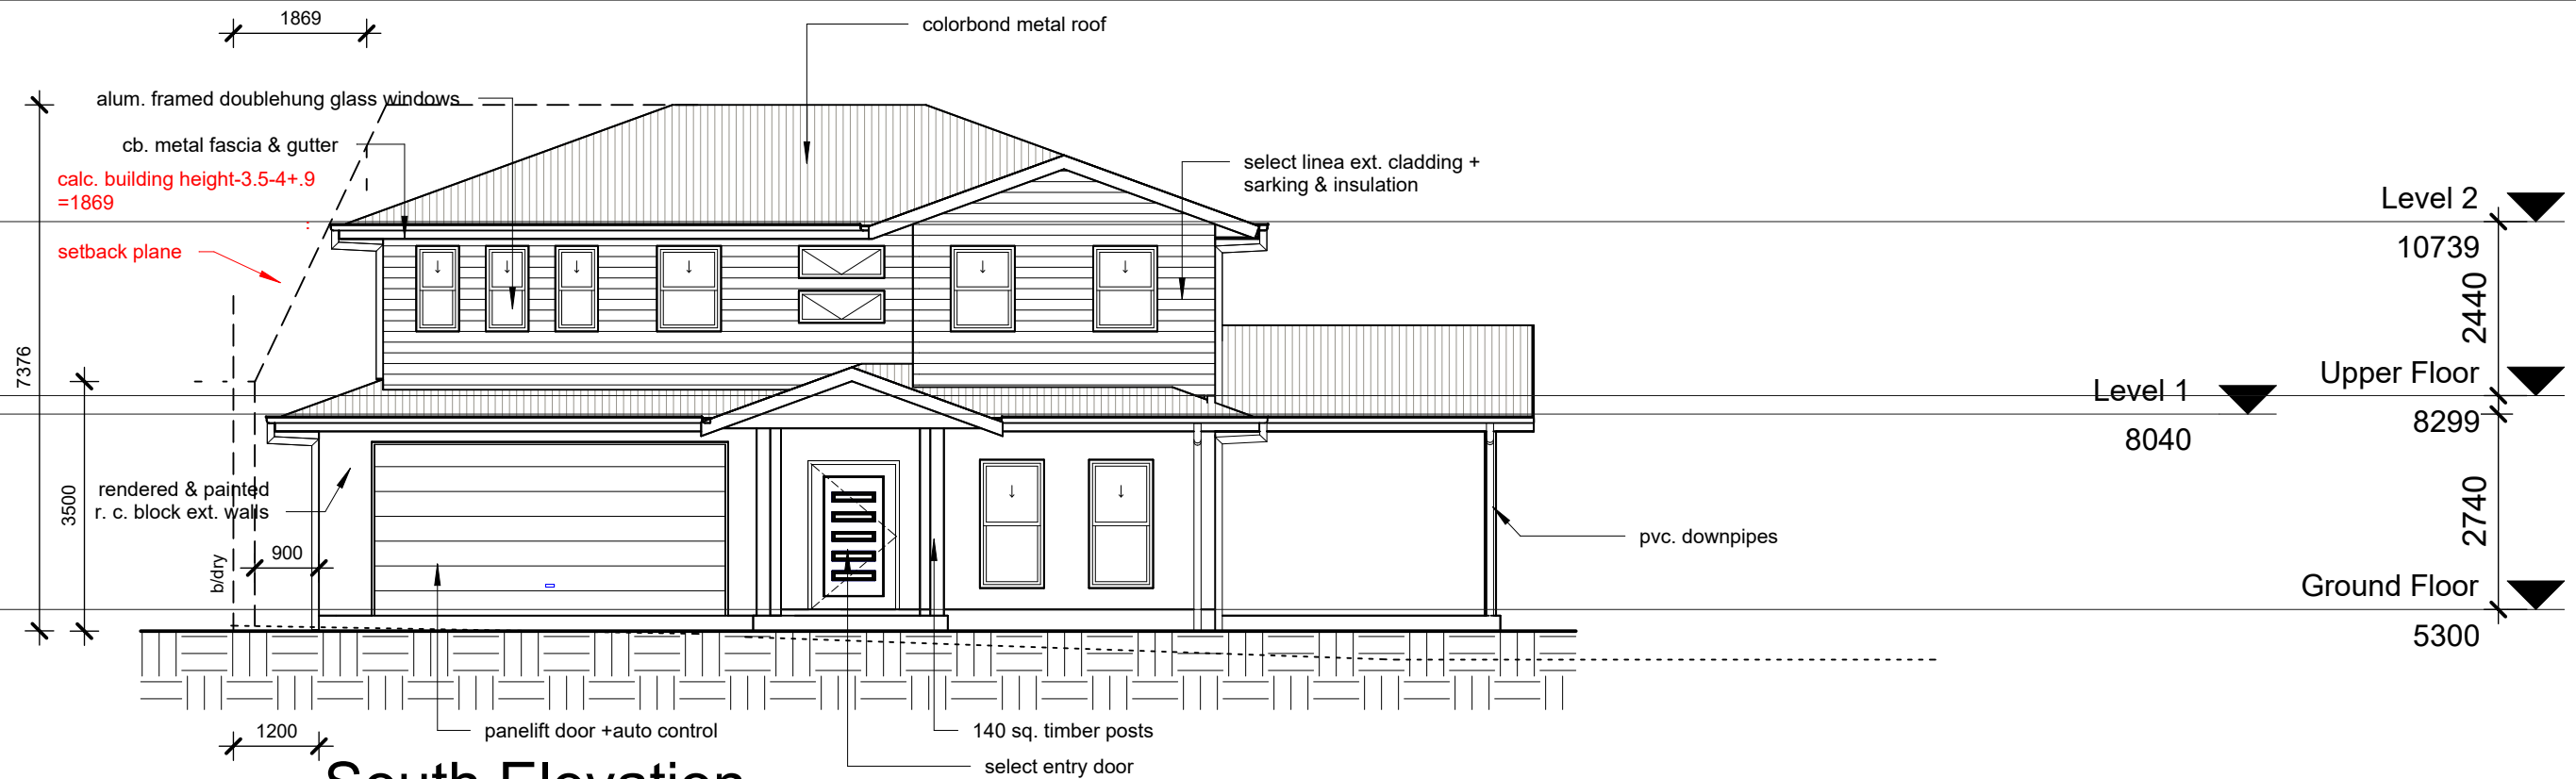 1869
colorbond metal roof
alum. framed doublehung glass windows
cb. metal fascia & gutter
calc. building height-3.5-4+.9
=1869
select linea ext. cladding +
sarking & insulation
setback plane
Level 2
10739
2440
7376
Upper Floor
Level 1
8299
8040
3500
rendered & painted
r. c. block ext. walls
2740
pvc. downpipes
900
b/dry
Ground Floor
5300
1200
panelift door +auto control
140 sq. timber posts
select entry door
South Elevation